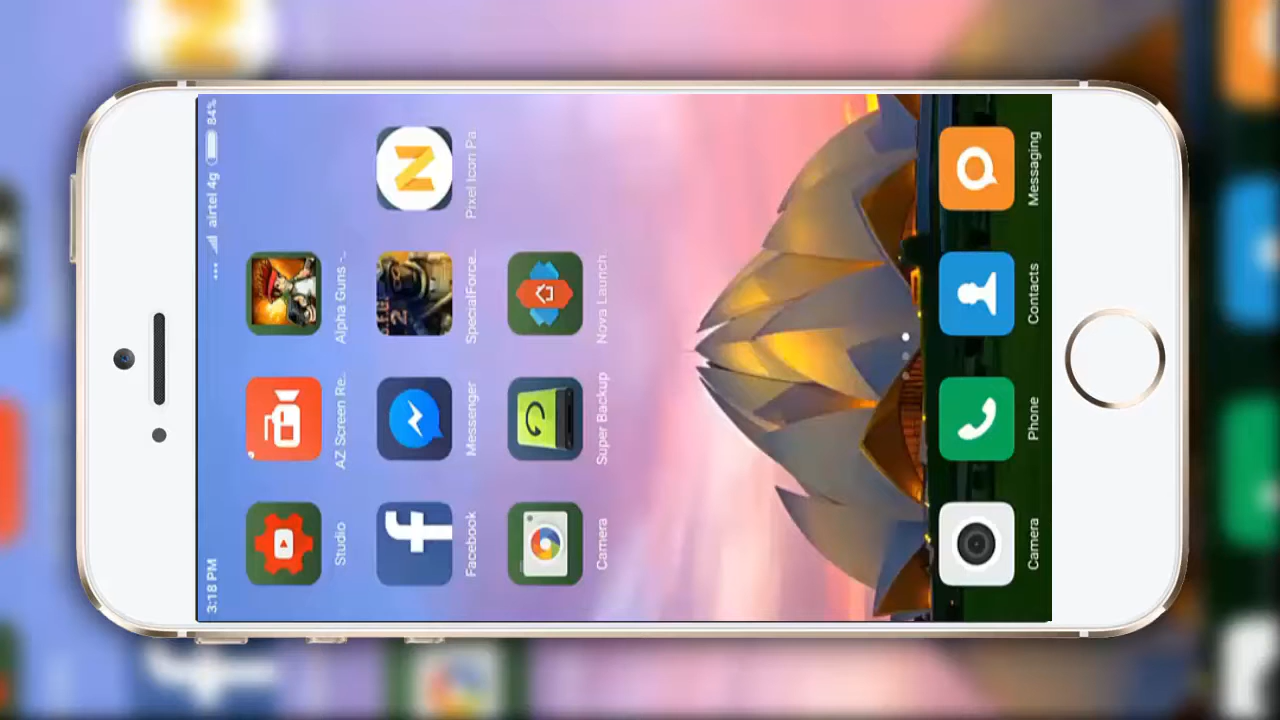 3:18 PM ... airtel 4g 84%
Studio AZ Screen Re.. Alpha Guns -..
Facebook Messenger SpecialForce.. Pixel Icon Pa
Camera Super Backup Nova Launch
Camera Phone Contacts Messaging